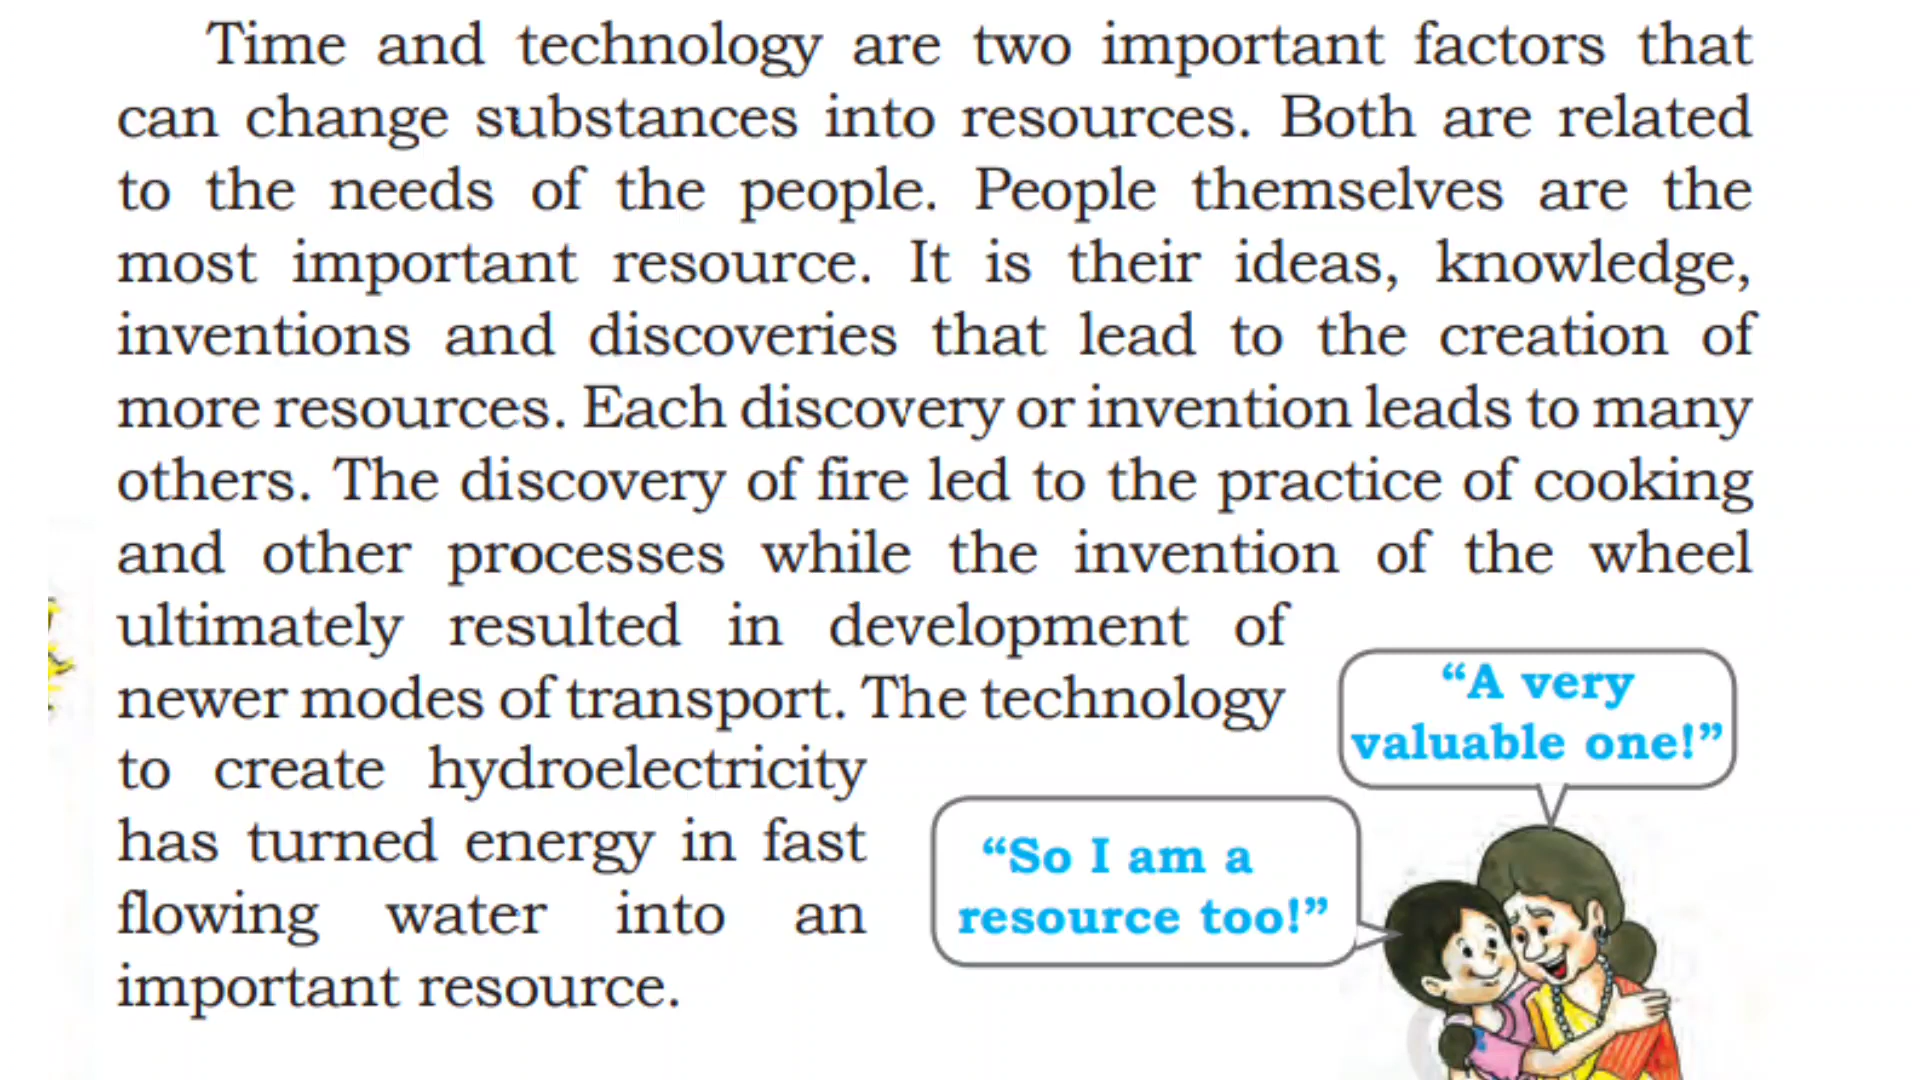 Time and technology are two important factors that
can change substances into resources. Both are related
to the needs of the people. People themselves are the
most important resource. It is their ideas, knowledge,
inventions and discoveries that lead to the creation of
more resources. Each discovery or invention leads to many
others. The discovery of fire led to the practice of cooking
and other processes while the invention of the wheel
ultimately resulted in development of
newer modes of transport. The technology
to create hydroelectricity
has turned energy in fast
flowing water into an
important resource.
“A very
valuable one!”
“So I am a
resource too!”